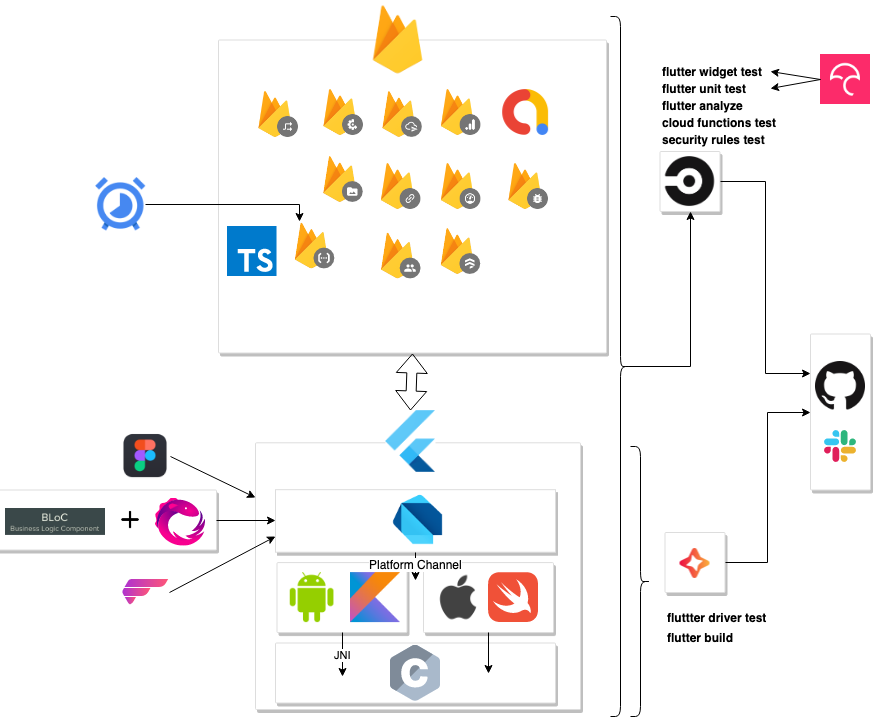 flutter widget test
flutter unit test
flutter analyze
cloud functions test
security rules test
TS
BLoC
Business Logic Component
+
Platform Channel
JNI
C
fluttter driver test
flutter build